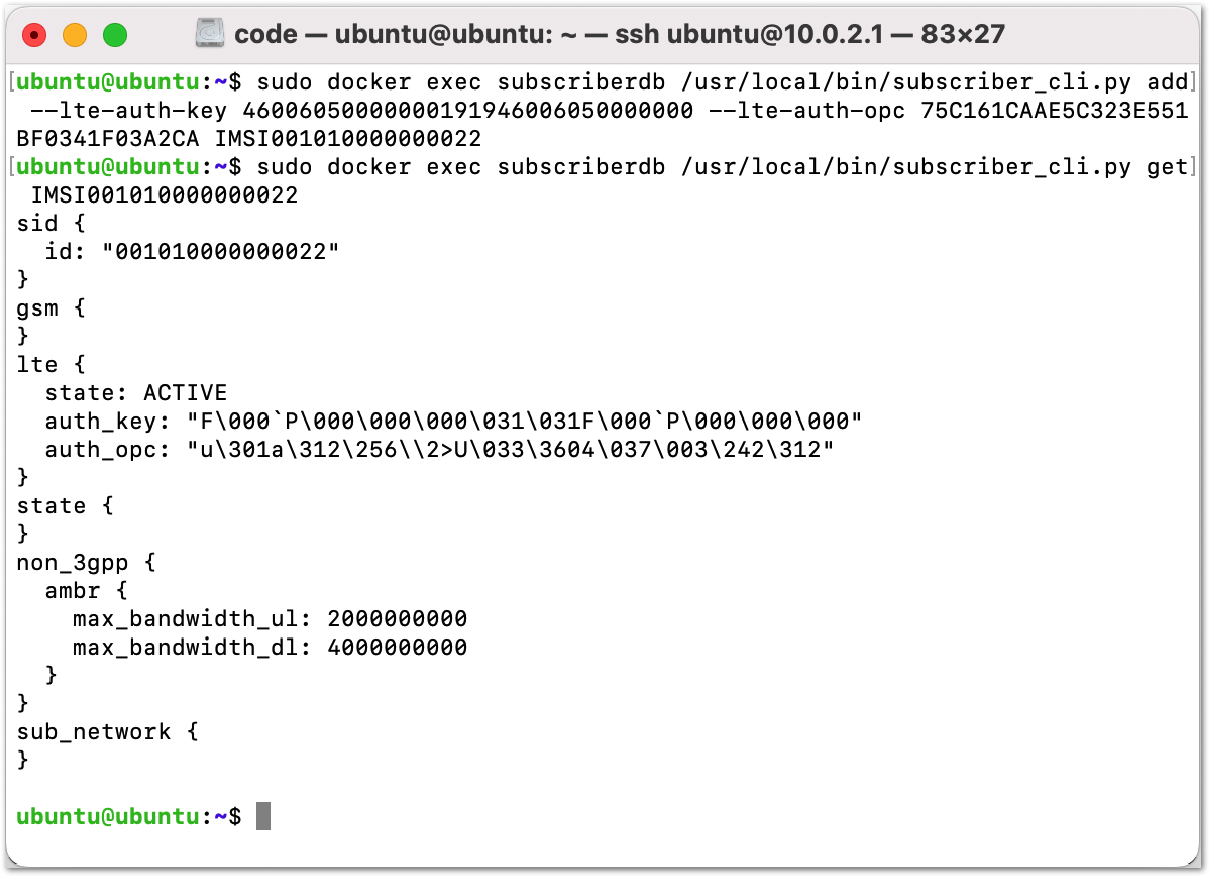 code — ubuntu@ubuntu: ~ — ssh ubuntu@10.0.2.1 — 83×27
[ubuntu@ubuntu:~$ sudo docker exec subscriberdb /usr/local/bin/subscriber_cli.py add]
 --lte-auth-key 46006050000000191946006050000000 --lte-auth-opc 75C161CAAE5C323E551
BF0341F03A2CA IMSI001010000000022
[ubuntu@ubuntu:~$ sudo docker exec subscriberdb /usr/local/bin/subscriber_cli.py get]
 IMSI001010000000022
sid {
  id: "001010000000022"
}
gsm {
}
lte {
  state: ACTIVE
  auth_key: "F\000`P\000\000\000\031\031F\000`P\000\000\000"
  auth_opc: "u\301a\312\256\\2>U\033\3604\037\003\242\312"
}
state {
}
non_3gpp {
  ambr {
    max_bandwidth_ul: 2000000000
    max_bandwidth_dl: 4000000000
  }
}
sub_network {
}
ubuntu@ubuntu:~$